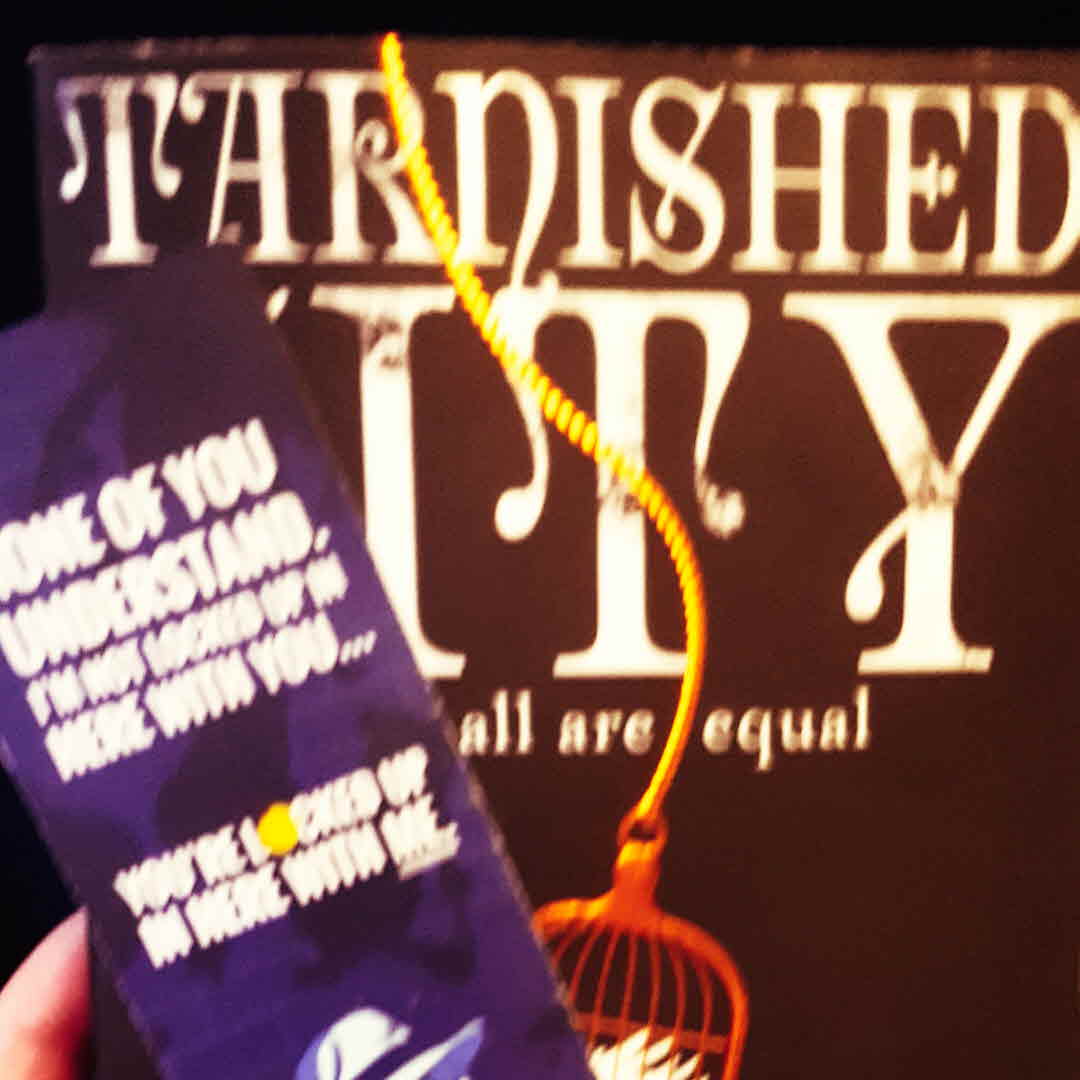 TARNISHED
ITY
all are equal
ONE OF YOU
UNDERSTAND.
I'M NOT LOCKED UP IN
HERE WITH YOU...
YOU'RE LOCKED UP
IN HERE WITH ME.